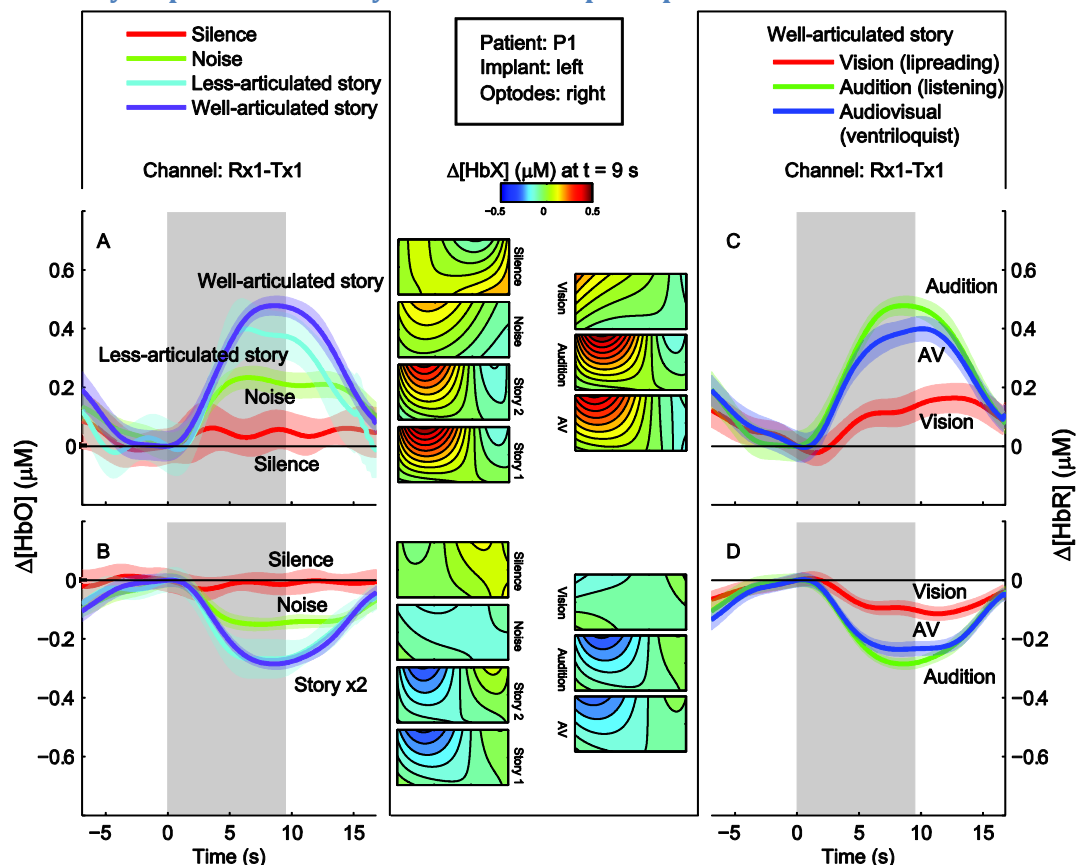 Silence
Noise
Less-articulated story
Well-articulated story
Channel: Rx1-Tx1
Patient: P1
Implant: left
Optodes: right
Δ[HbX] (μM) at t = 9 s
−0.5 0 0.5
Well-articulated story
Vision (lipreading)
Audition (listening)
Audiovisual
(ventriloquist)
Channel: Rx1-Tx1
A
Well-articulated story
Less-articulated story
Noise
Silence
0.6
0.4
0.2
0
Silence
Noise
Story 2
Story 1
Vision
Audition
AV
C
Audition
AV
Vision
0.6
0.4
0.2
0
B
Silence
Noise
Story x2
0
−0.2
−0.4
−0.6
−5 0 5 10 15
Time (s)
Δ[HbO] (μM)
Silence
Noise
Story 2
Story 1
Vision
Audition
AV
D
Vision
AV
Audition
0
−0.2
−0.4
−0.6
−5 0 5 10 15
Time (s)
Δ[HbR] (μM)